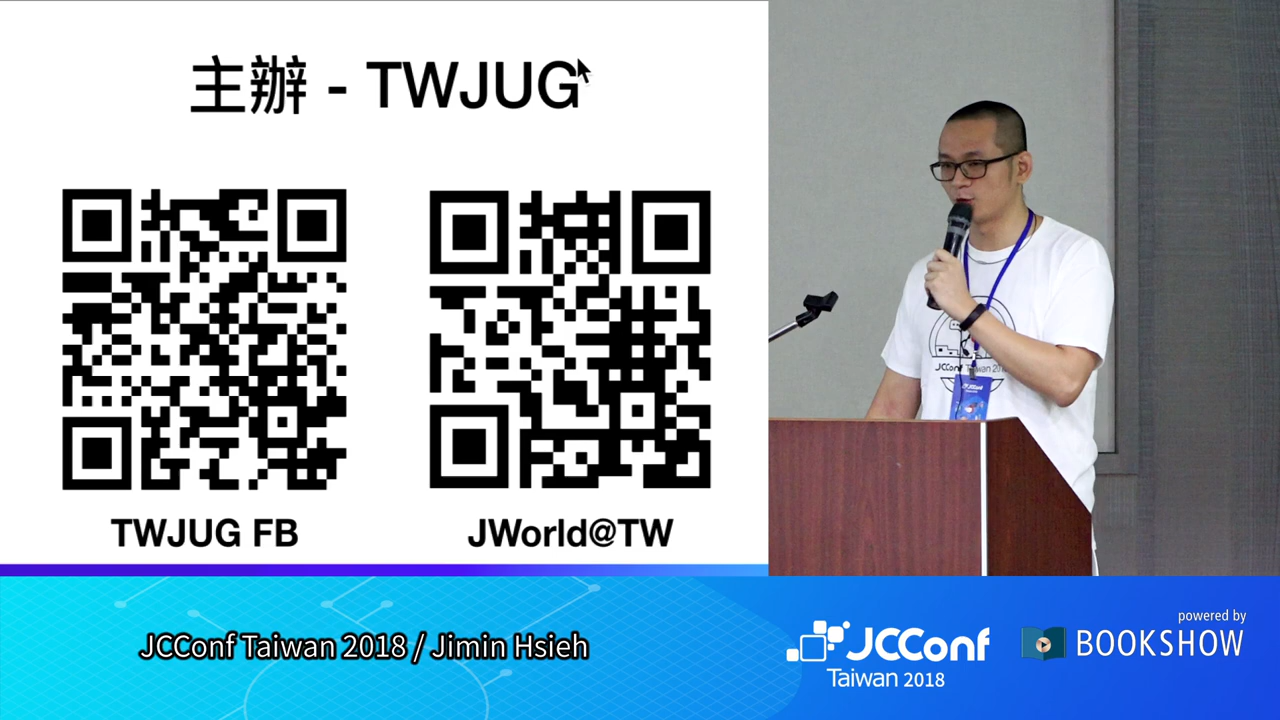 主辦 - TWJUG
TWJUG FB
JWorld@TW
JCConf Taiwan 2018 / Jimin Hsieh
JCConf
Taiwan 2018
powered by
BOOKSHOW